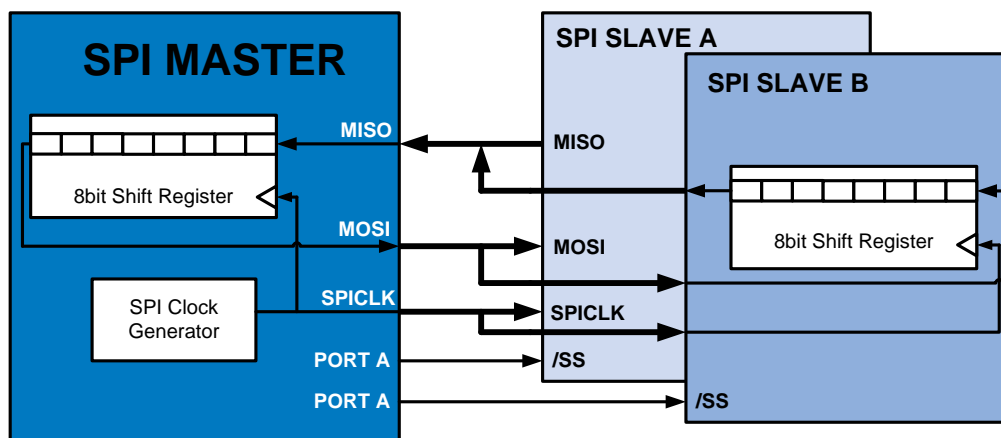 SPI MASTER
MISO
8bit Shift Register
MOSI
SPI Clock
Generator
SPICLK
PORT A
PORT A
SPI SLAVE A
MISO
MOSI
SPICLK
/SS
SPI SLAVE B
8bit Shift Register
/SS